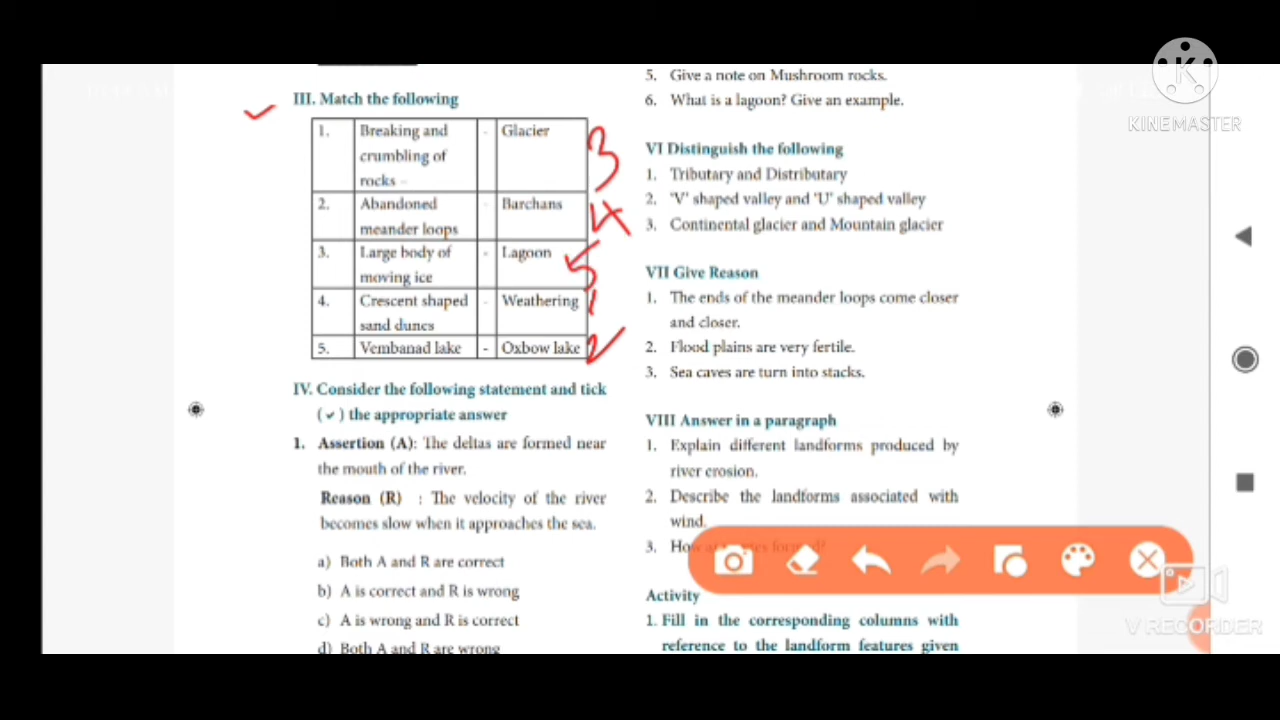 III. Match the following
1. Breaking and crumbling of rocks - Glacier 3
2. Abandoned meander loops - Barchans 4
3. Large body of moving ice - Lagoon 5
4. Crescent shaped sand dunes - Weathering 1
5. Vembanad lake - Oxbow lake 2
IV. Consider the following statement and tick
(✓) the appropriate answer
1. Assertion (A): The deltas are formed near
the mouth of the river.
Reason (R) : The velocity of the river
becomes slow when it approaches the sea.
a) Both A and R are correct
b) A is correct and R is wrong
c) A is wrong and R is correct
d) Both A and R are wrong
5. Give a note on Mushroom rocks.
6. What is a lagoon? Give an example.
VI Distinguish the following
1. Tributary and Distributary
2. 'V' shaped valley and 'U' shaped valley
3. Continental glacier and Mountain glacier
VII Give Reason
1. The ends of the meander loops come closer
and closer.
2. Flood plains are very fertile.
3. Sea caves are turn into stacks.
VIII Answer in a paragraph
1. Explain different landforms produced by
river erosion.
2. Describe the landforms associated with
wind.
3.
Activity
1. Fill in the corresponding columns with
reference to the landform features given
KINEMASTER
V RECORDER